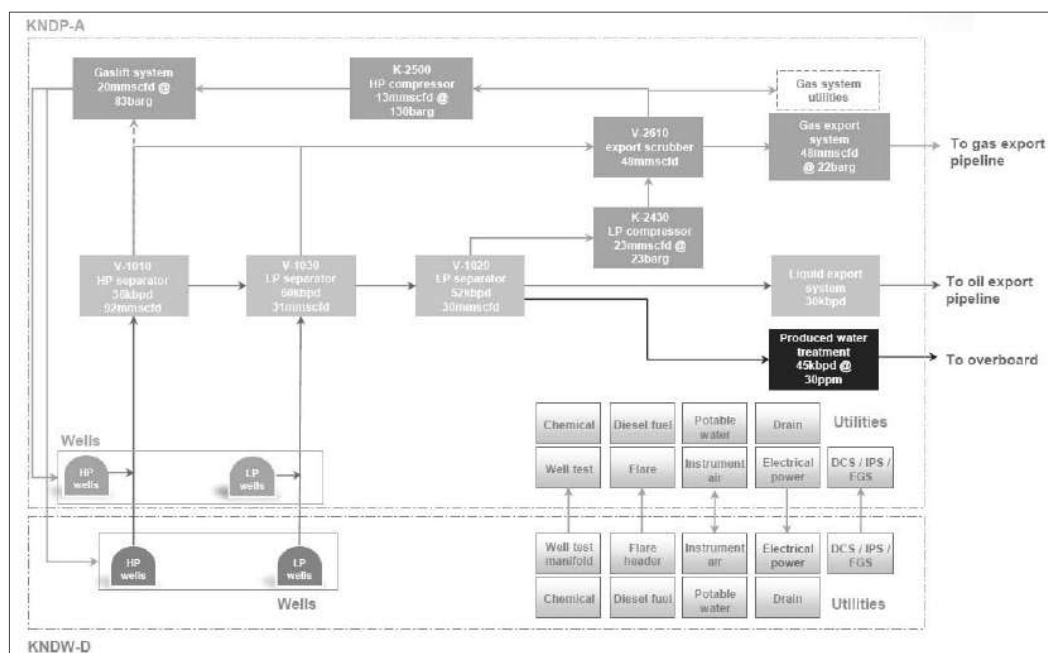 KNDP-A
Gaslift system
20mmscfd @
83barg
K-2500
HP compressor
13mmscfd @
130barg
Gas system
utilities
V-2610
export scrubber
48mmscfd
Gas export
system
48mmscfd
@ 22barg
To gas export
pipeline
K-2430
LP compressor
23mmscfd @
23barg
V-1010
HP separator
36kbpd
92mmscfd
V-1030
LP separator
60kbpd
31mmscfd
V-1020
LP separator
52kbpd
30mmscfd
Liquid export
system
30kbpd
To oil export
pipeline
Produced water
treatment
45kbpd @
30ppm
To overboard
Wells
HP
wells
LP
wells
Chemical
Diesel fuel
Potable
water
Drain
Utilities
Well test
Flare
Instrument
air
Electrical
power
DCS / IPS /
FGS
HP
wells
LP
wells
Wells
Well test
manifold
Flare
header
Instrument
air
Electrical
power
DCS / IPS /
FGS
Chemical
Diesel fuel
Potable
water
Drain
Utilities
KNDW-D